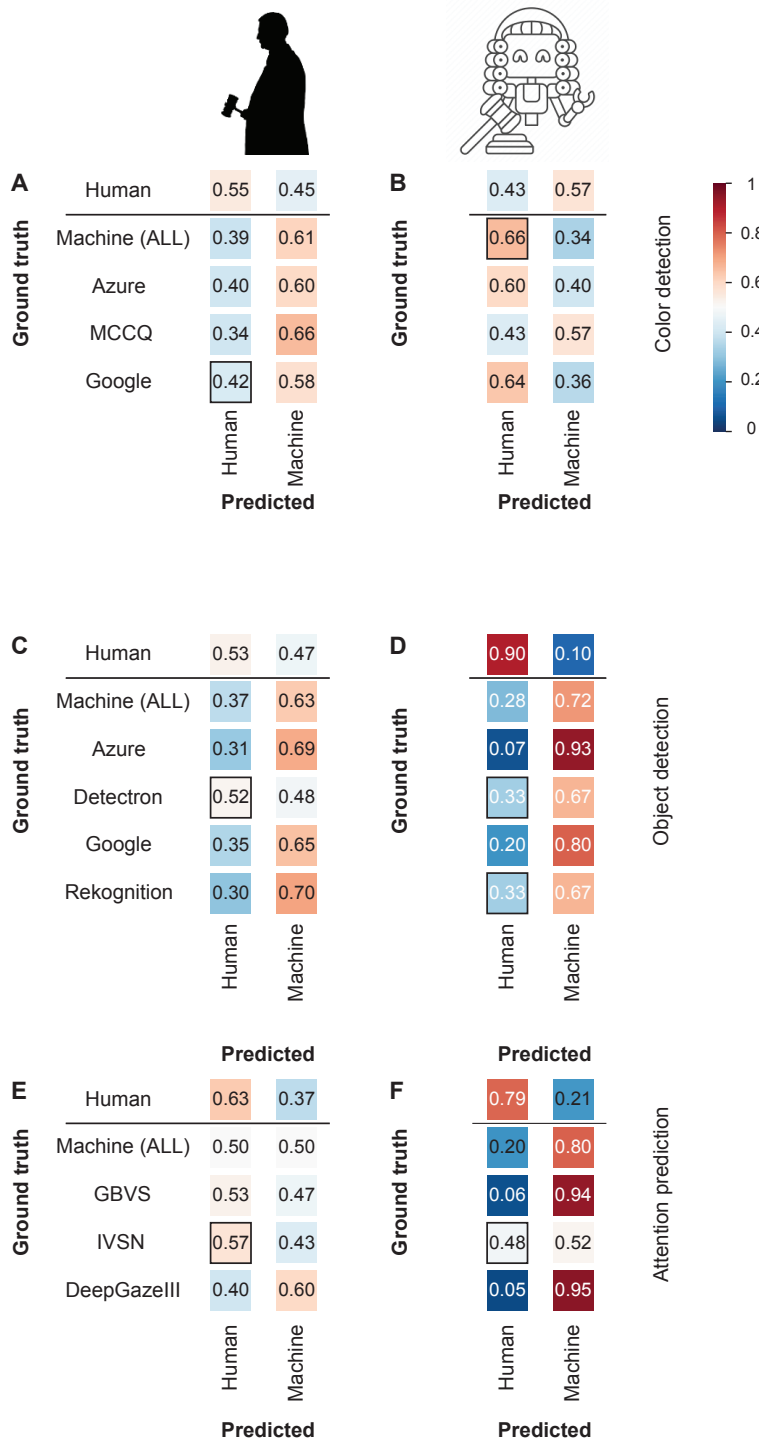 A
Human 0.55 0.45
Machine (ALL) 0.39 0.61
Azure 0.40 0.60
MCCQ 0.34 0.66
Google 0.42 0.58
Ground truth
Human Machine
Predicted
B
0.43 0.57
0.66 0.34
0.60 0.40
0.43 0.57
0.64 0.36
Ground truth
Human Machine
Predicted
1
0.8
0.6
0.4
0.2
0
Color detection
C
Human 0.53 0.47
Machine (ALL) 0.37 0.63
Azure 0.31 0.69
Detectron 0.52 0.48
Google 0.35 0.65
Rekognition 0.30 0.70
Ground truth
Human Machine
Predicted
D
0.90 0.10
0.28 0.72
0.07 0.93
0.33 0.67
0.20 0.80
0.33 0.67
Ground truth
Human Machine
Predicted
Object detection
E
Human 0.63 0.37
Machine (ALL) 0.50 0.50
GBVS 0.53 0.47
IVSN 0.57 0.43
DeepGazeIII 0.40 0.60
Ground truth
Human Machine
Predicted
F
0.79 0.21
0.20 0.80
0.06 0.94
0.48 0.52
0.05 0.95
Ground truth
Human Machine
Predicted
Attention prediction